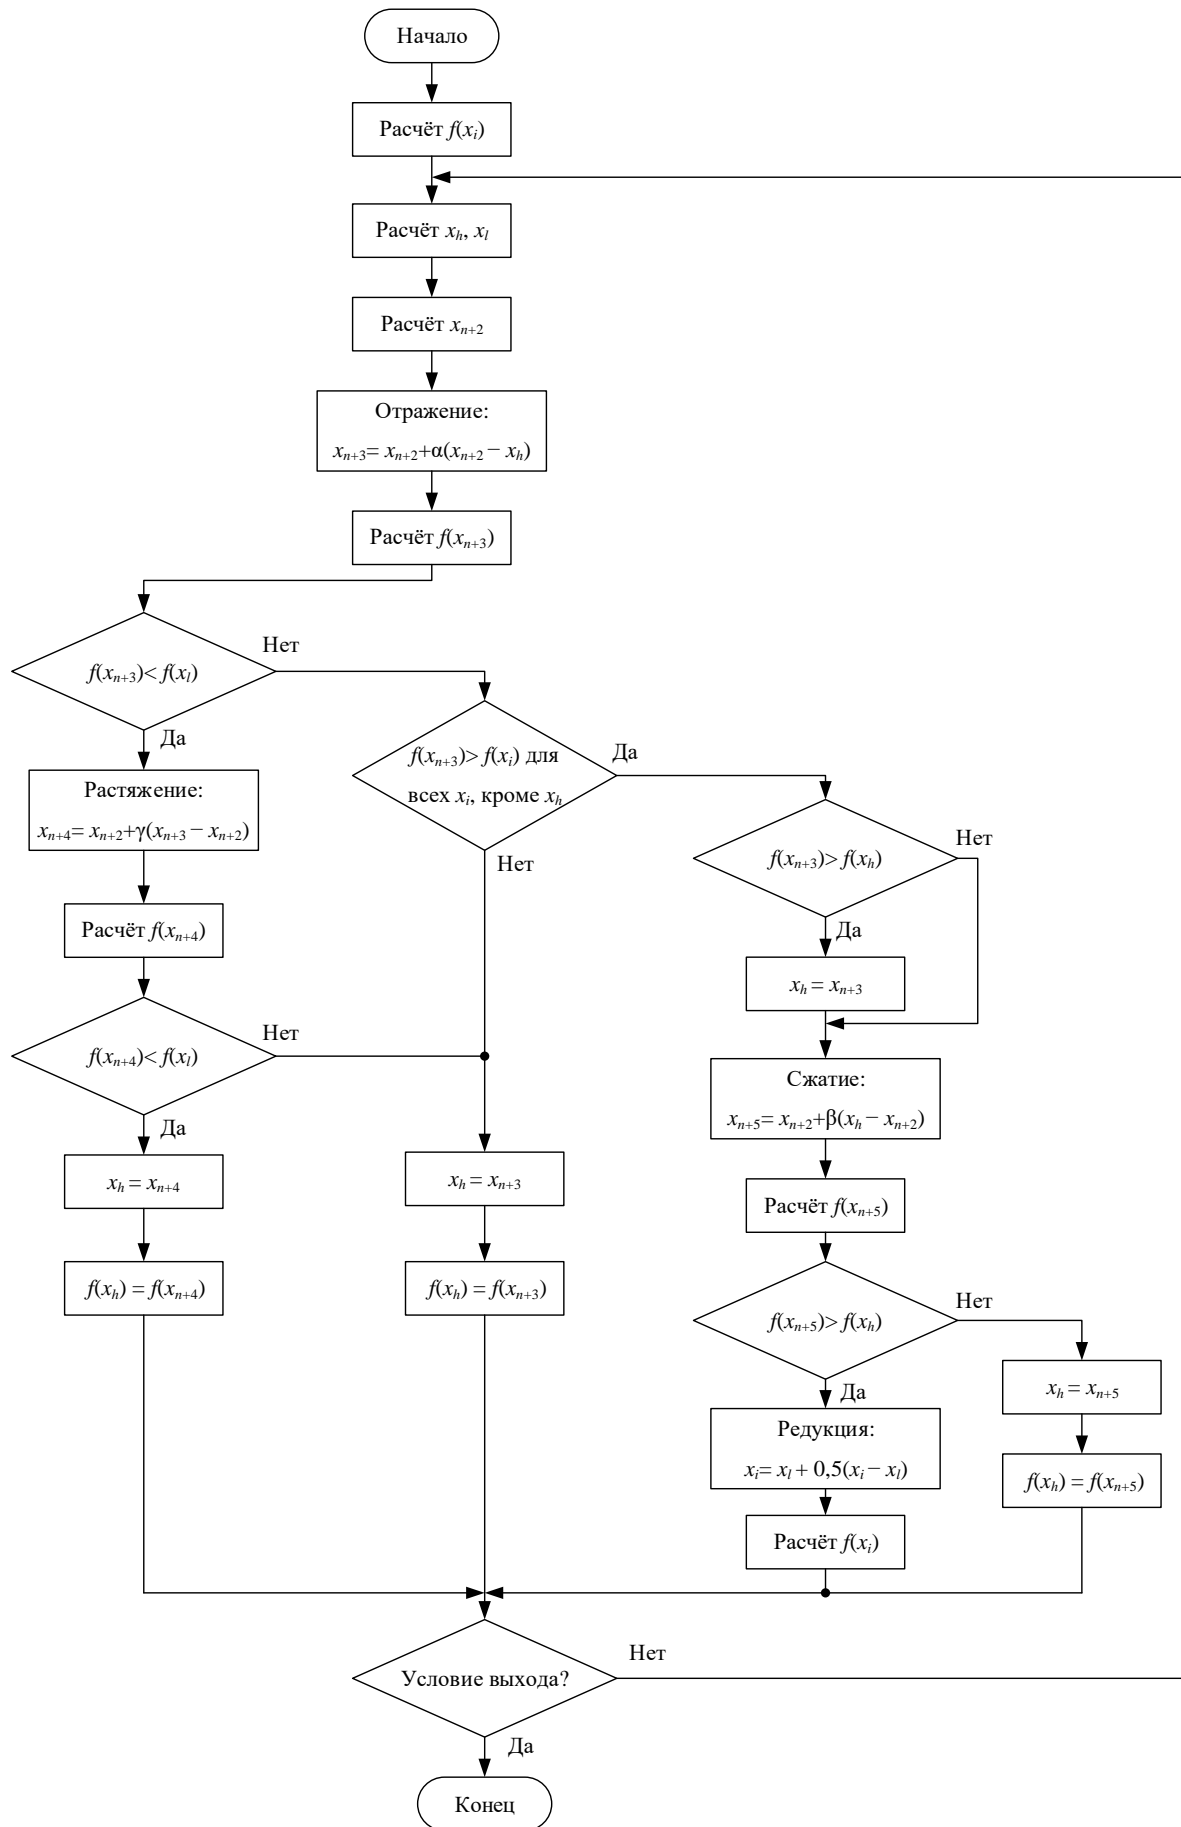 Начало
Расчёт f(xi)
Расчёт xh, xl
Расчёт xn+2
Отражение:
xn+3= xn+2+α(xn+2 − xh)
Расчёт f(xn+3)
f(xn+3)< f(xl)
Нет
Да
Растяжение:
xn+4= xn+2+γ(xn+3 − xn+2)
Расчёт f(xn+4)
f(xn+4)< f(xl)
Нет
Да
xh = xn+4
f(xh) = f(xn+4)
f(xn+3)> f(xi) для
всех xi, кроме xh
Да
Нет
xh = xn+3
f(xh) = f(xn+3)
f(xn+3)> f(xh)
Нет
Да
xh = xn+3
Сжатие:
xn+5= xn+2+β(xh − xn+2)
Расчёт f(xn+5)
f(xn+5)> f(xh)
Нет
Да
Редукция:
xi= xl + 0,5(xi − xl)
Расчёт f(xi)
xh = xn+5
f(xh) = f(xn+5)
Условие выхода?
Нет
Да
Конец